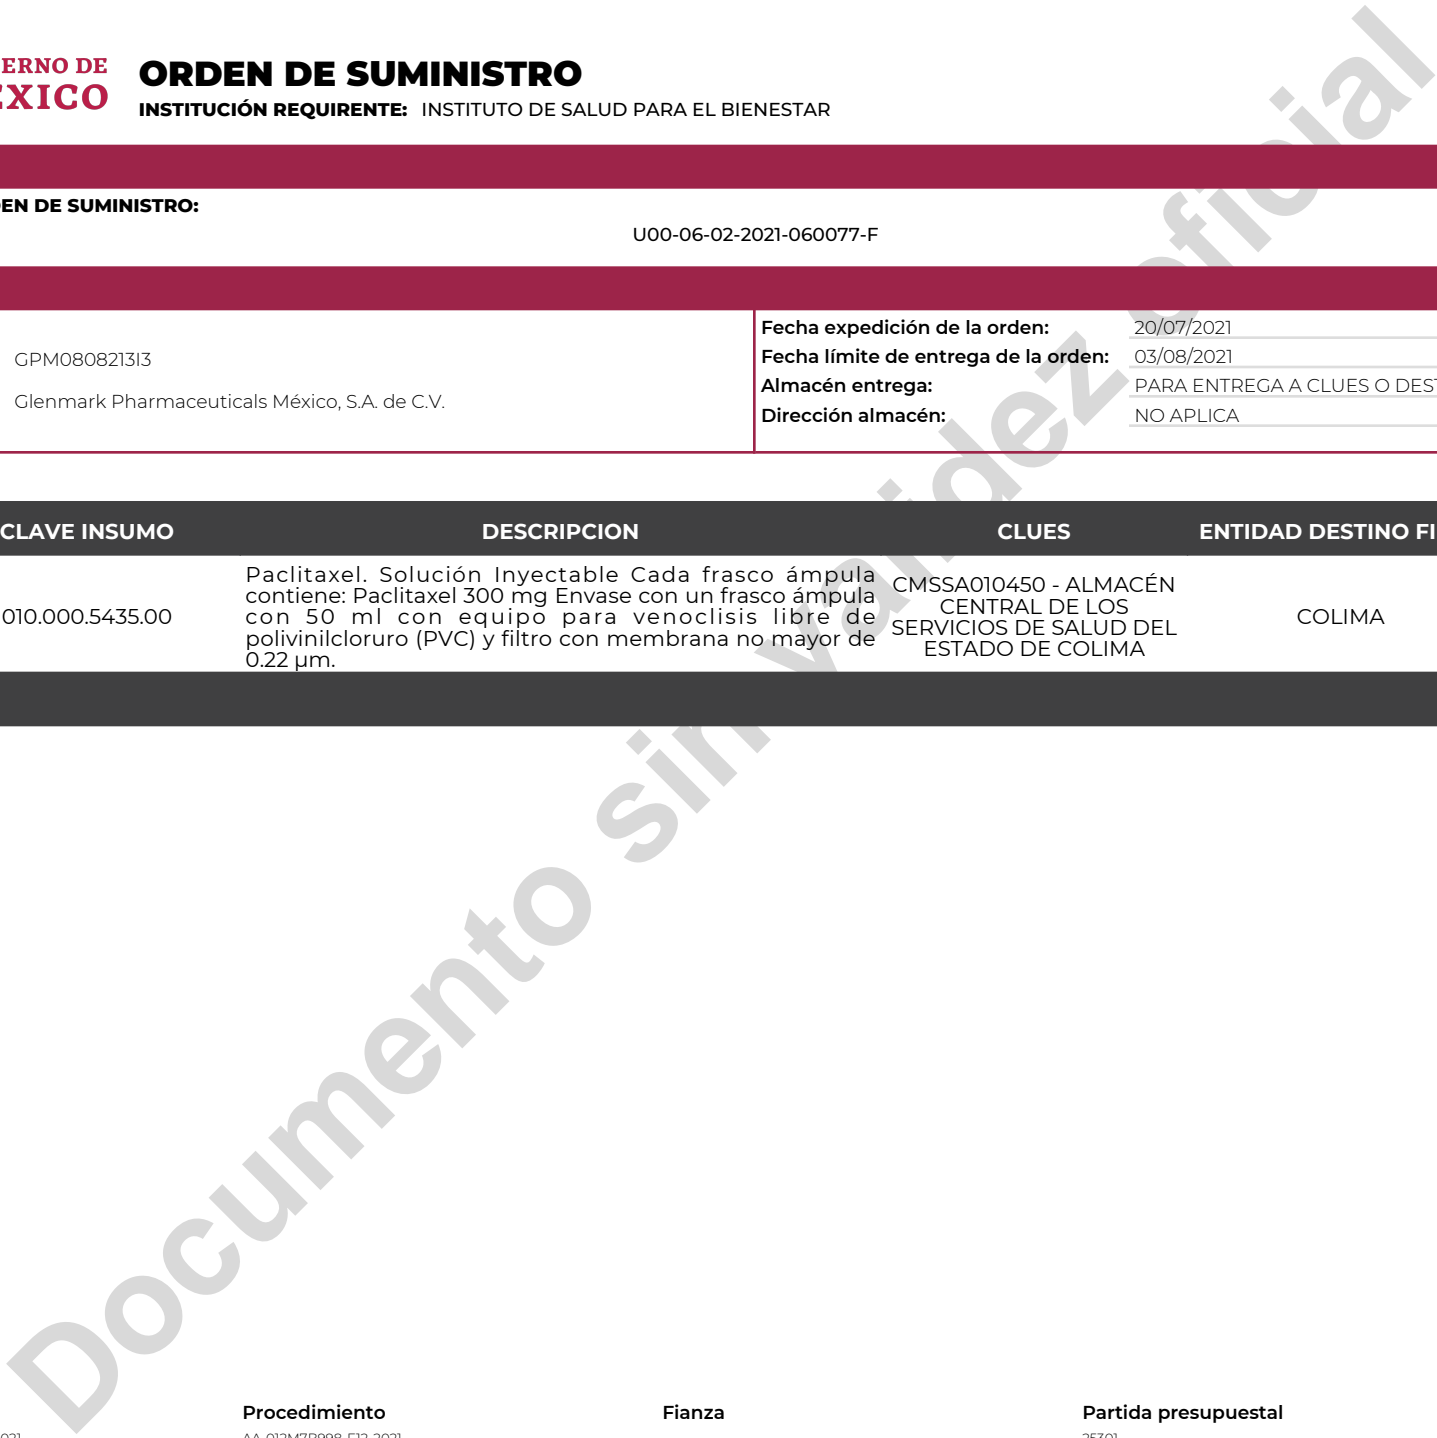 ERNO DE
ÉXICO
ORDEN DE SUMINISTRO
INSTITUCIÓN REQUIRENTE: INSTITUTO DE SALUD PARA EL BIENESTAR
EN DE SUMINISTRO:
U00-06-02-2021-060077-F
GPM0808213I3
Glenmark Pharmaceuticals México, S.A. de C.V.
Fecha expedición de la orden: 20/07/2021
Fecha límite de entrega de la orden: 03/08/2021
Almacén entrega: PARA ENTREGA A CLUES O DEST
Dirección almacén: NO APLICA
CLAVE INSUMO DESCRIPCION CLUES ENTIDAD DESTINO FI
010.000.5435.00
Paclitaxel. Solución Inyectable Cada frasco ámpula
contiene: Paclitaxel 300 mg Envase con un frasco ámpula
con 50 ml con equipo para venoclisis libre de
polivinilcloruro (PVC) y filtro con membrana no mayor de
0.22 µm.
CMSSA010450 - ALMACÉN
CENTRAL DE LOS
SERVICIOS DE SALUD DEL
ESTADO DE COLIMA
COLIMA
Documento sin validez oficial
Procedimiento Fianza Partida presupuestal